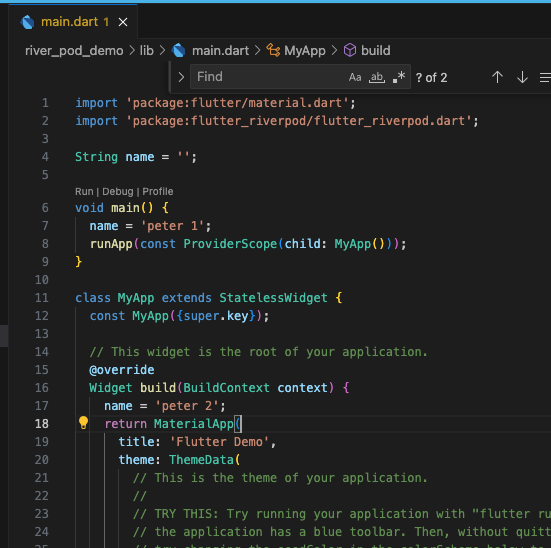 main.dart 1
river_pod_demo > lib > main.dart > MyApp > build
Find Aa ab .* ? of 2
1 import 'package:flutter/material.dart';
2 import 'package:flutter_riverpod/flutter_riverpod.dart';
3
4 String name = '';
5
Run | Debug | Profile
6 void main() {
7 name = 'peter 1';
8 runApp(const ProviderScope(child: MyApp()));
9 }
10
11 class MyApp extends StatelessWidget {
12 const MyApp({super.key});
13
14 // This widget is the root of your application.
15 @override
16 Widget build(BuildContext context) {
17 name = 'peter 2';
18 return MaterialApp(
19 title: 'Flutter Demo',
20 theme: ThemeData(
21 // This is the theme of your application.
22 //
23 // TRY THIS: Try running your application with "flutter ru
24 // the application has a blue toolbar. Then, without quitt